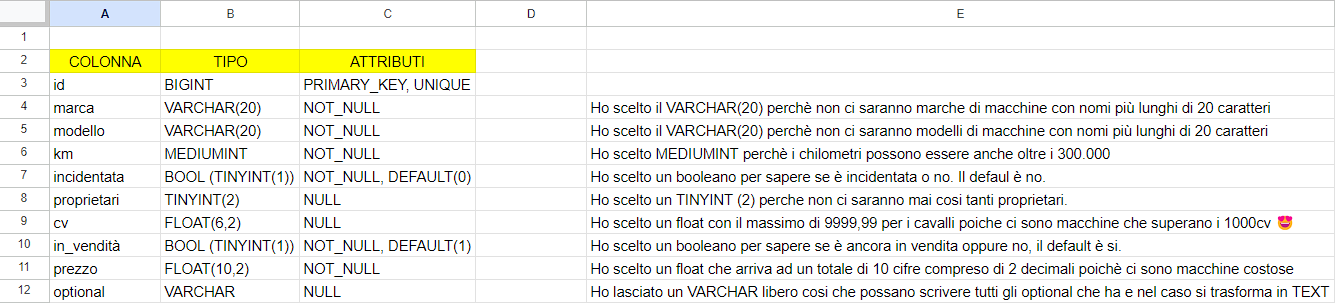 A B C D E
1
2 COLONNA TIPO ATTRIBUTI
3 id BIGINT PRIMARY_KEY, UNIQUE
4 marca VARCHAR(20) NOT_NULL Ho scelto il VARCHAR(20) perchè non ci saranno marche di macchine con nomi più lunghi di 20 caratteri
5 modello VARCHAR(20) NOT_NULL Ho scelto il VARCHAR(20) perchè non ci saranno modelli di macchine con nomi più lunghi di 20 caratteri
6 km MEDIUMINT NOT_NULL Ho scelto MEDIUMINT perchè i chilometri possono essere anche oltre i 300.000
7 incidentata BOOL (TINYINT(1)) NOT_NULL, DEFAULT(0) Ho scelto un booleano per sapere se è incidentata o no. Il defaul è no.
8 proprietari TINYINT(2) NULL Ho scelto un TINYINT (2) perche non ci saranno mai cosi tanti proprietari.
9 cv FLOAT(6,2) NULL Ho scelto un float con il massimo di 9999,99 per i cavalli poiche ci sono macchine che superano i 1000cv 😍
10 in_vendità BOOL (TINYINT(1)) NOT_NULL, DEFAULT(1) Ho scelto un booleano per sapere se è ancora in vendita oppure no, il default è si.
11 prezzo FLOAT(10,2) NOT_NULL Ho scelto un float che arriva ad un totale di 10 cifre compreso di 2 decimali poichè ci sono macchine costose
12 optional VARCHAR NULL Ho lasciato un VARCHAR libero cosi che possano scrivere tutti gli optional che ha e nel caso si trasforma in TEXT